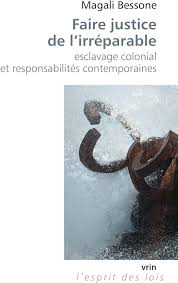 Magali Bessone
Faire justice
de l'irréparable
esclavage colonial
et responsabilités contemporaines
vrin
l'esprit des lois